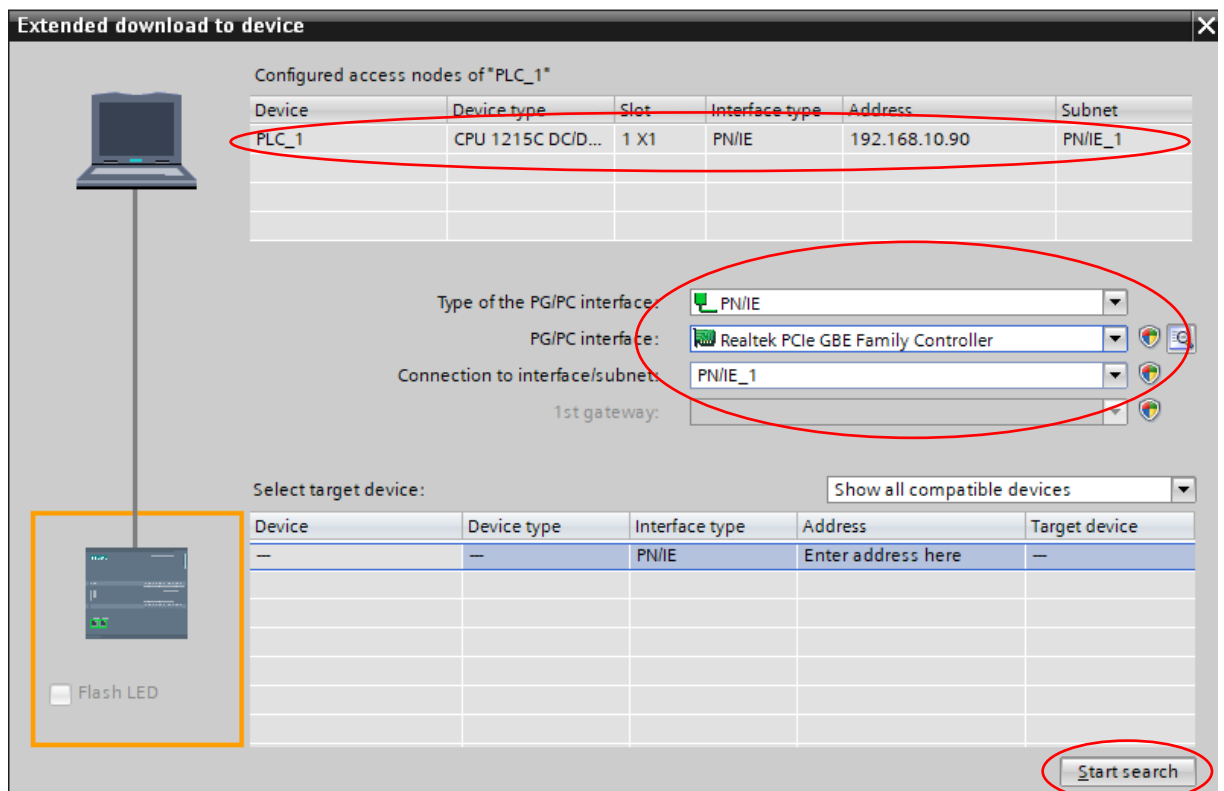 Extended download to device
Configured access nodes of "PLC_1"
Device Device type Slot Interface type Address Subnet
PLC_1 CPU 1215C DC/D... 1 X1 PN/IE 192.168.10.90 PN/IE_1
Type of the PG/PC interface: PN/IE
PG/PC interface: Realtek PCIe GBE Family Controller
Connection to interface/subnet: PN/IE_1
1st gateway:
Select target device: Show all compatible devices
Device Device type Interface type Address Target device
— — PN/IE Enter address here —
Flash LED
Start search